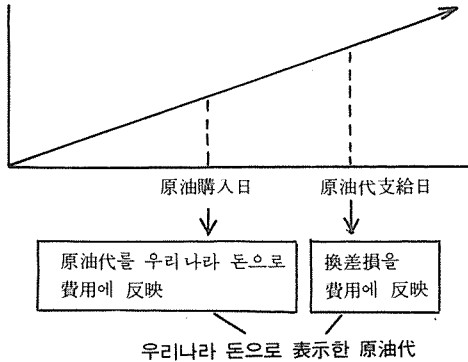 原油購入日 原油代支給日
原油代를 우리나라 돈으로 換差損을
費用에 反映 費用에 反映
우리나라 돈으로 表示한 原油代